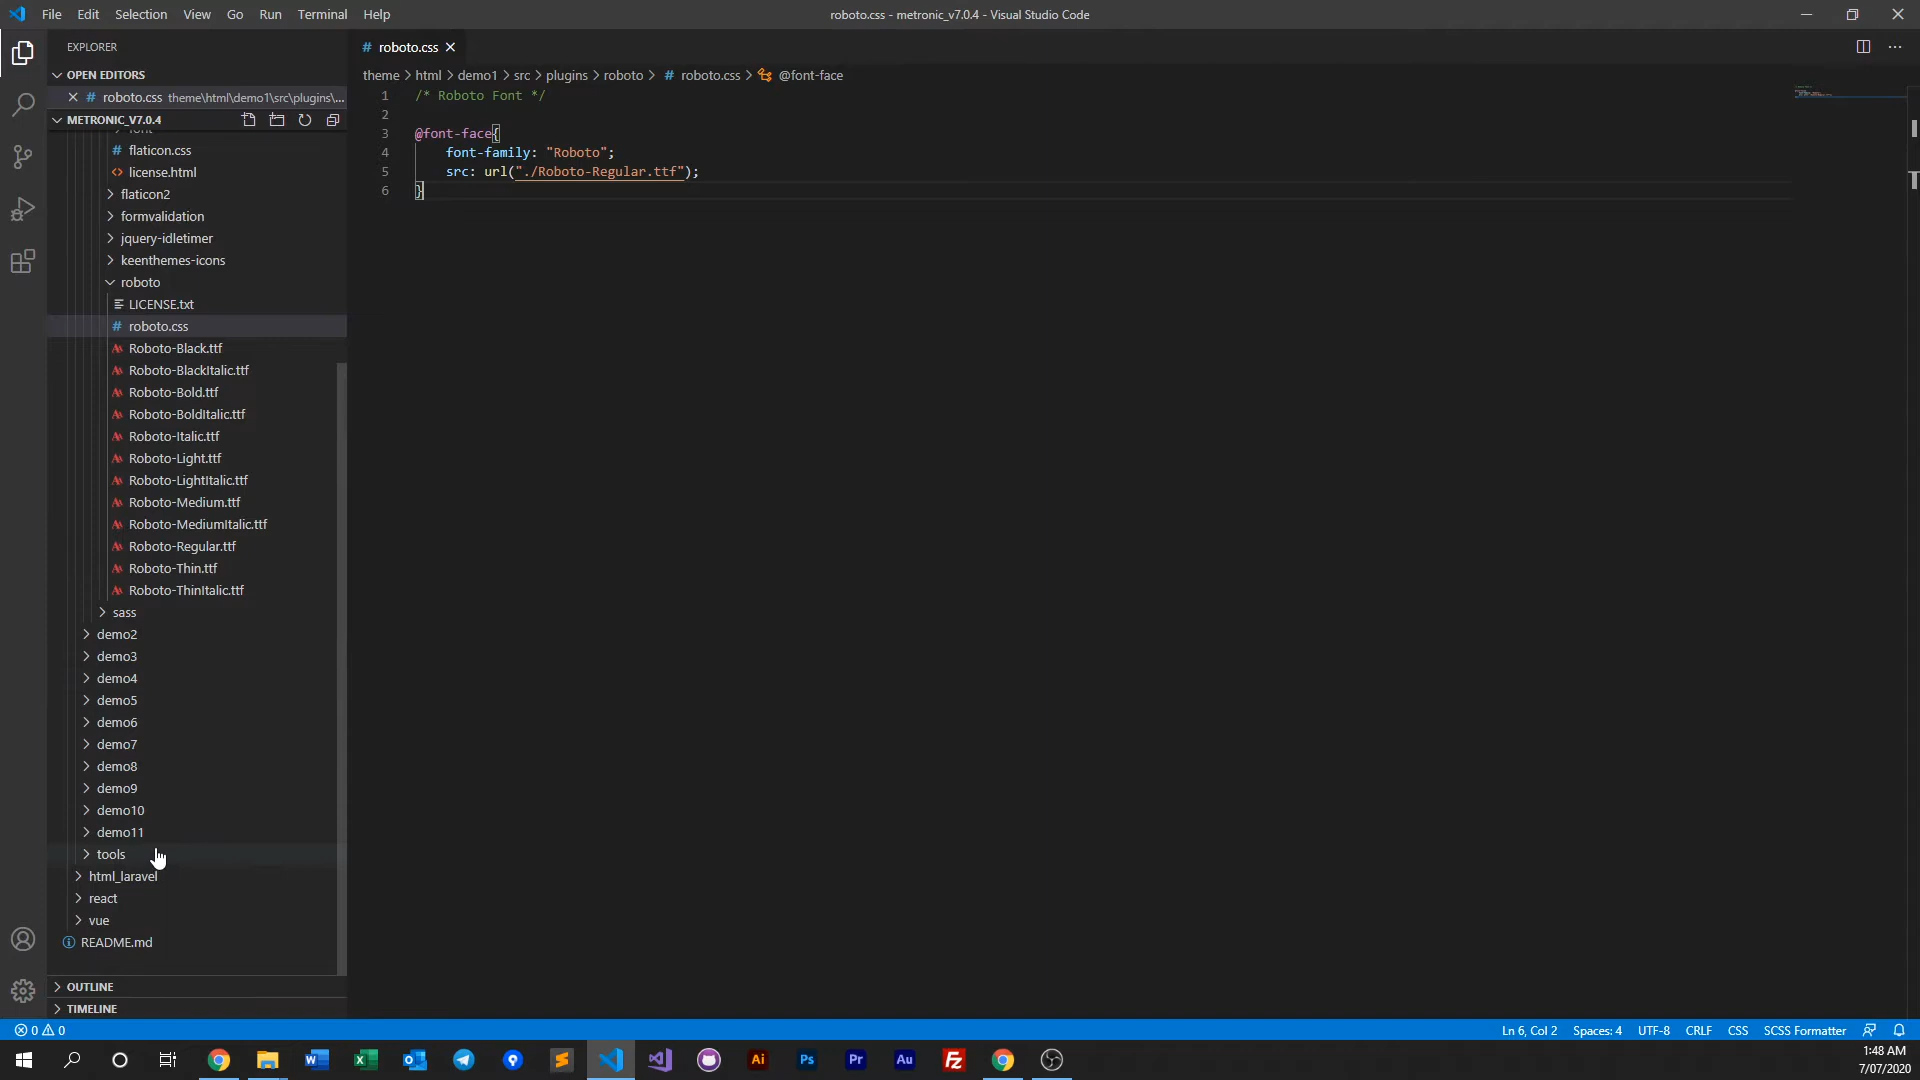 File Edit Selection View Go Run Terminal Help
roboto.css - metronic_v7.0.4 - Visual Studio Code
EXPLORER
OPEN EDITORS
roboto.css theme\html\demo1\src\plugins\...
METRONIC_V7.0.4
font
flaticon.css
license.html
flaticon2
formvalidation
jquery-idletimer
keenthemes-icons
roboto
LICENSE.txt
roboto.css
Roboto-Black.ttf
Roboto-BlackItalic.ttf
Roboto-Bold.ttf
Roboto-BoldItalic.ttf
Roboto-Italic.ttf
Roboto-Light.ttf
Roboto-LightItalic.ttf
Roboto-Medium.ttf
Roboto-MediumItalic.ttf
Roboto-Regular.ttf
Roboto-Thin.ttf
Roboto-ThinItalic.ttf
sass
demo2
demo3
demo4
demo5
demo6
demo7
demo8
demo9
demo10
demo11
tools
html_laravel
react
vue
README.md
OUTLINE
TIMELINE
# roboto.css
theme > html > demo1 > src > plugins > roboto > # roboto.css > @font-face
1 /* Roboto Font */
2
3 @font-face{
4 font-family: "Roboto";
5 src: url("./Roboto-Regular.ttf");
6 }
0 0
Ln 6, Col 2 Spaces: 4 UTF-8 CRLF CSS SCSS Formatter
Ai Ps Pr Au Fz
1:48 AM
7/07/2020